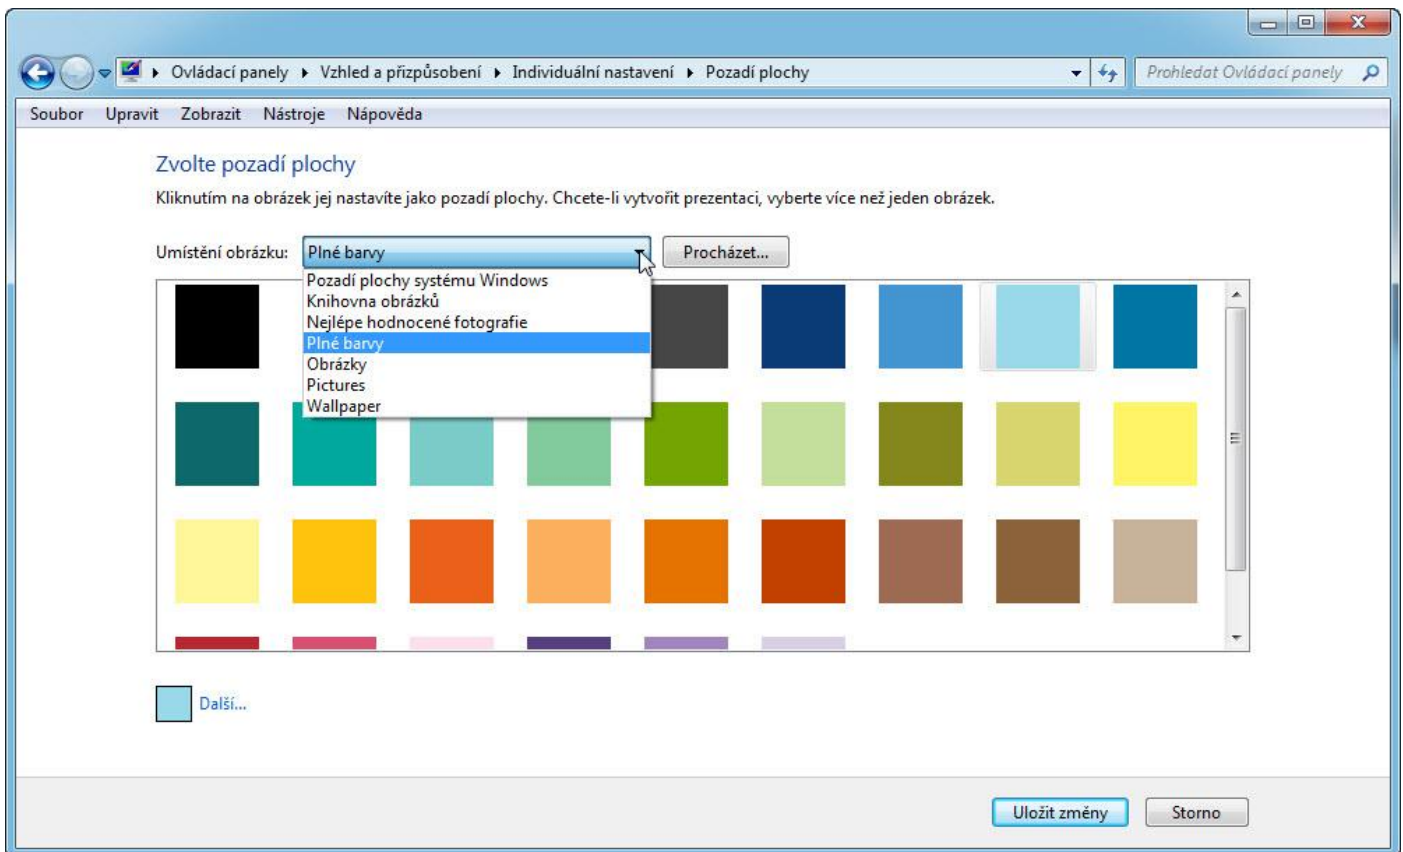 Ovládací panely Vzhled a přizpůsobení Individuální nastavení Pozadí plochy
Prohledat Ovládací panely
Soubor Upravit Zobrazit Nástroje Nápověda
Zvolte pozadí plochy
Kliknutím na obrázek jej nastavíte jako pozadí plochy. Chcete-li vytvořit prezentaci, vyberte více než jeden obrázek.
Umístění obrázku: Plné barvy Procházet...
Pozadí plochy systému Windows
Knihovna obrázků
Nejlépe hodnocené fotografie
Plné barvy
Obrázky
Pictures
Wallpaper
Další...
Uložit změny Storno